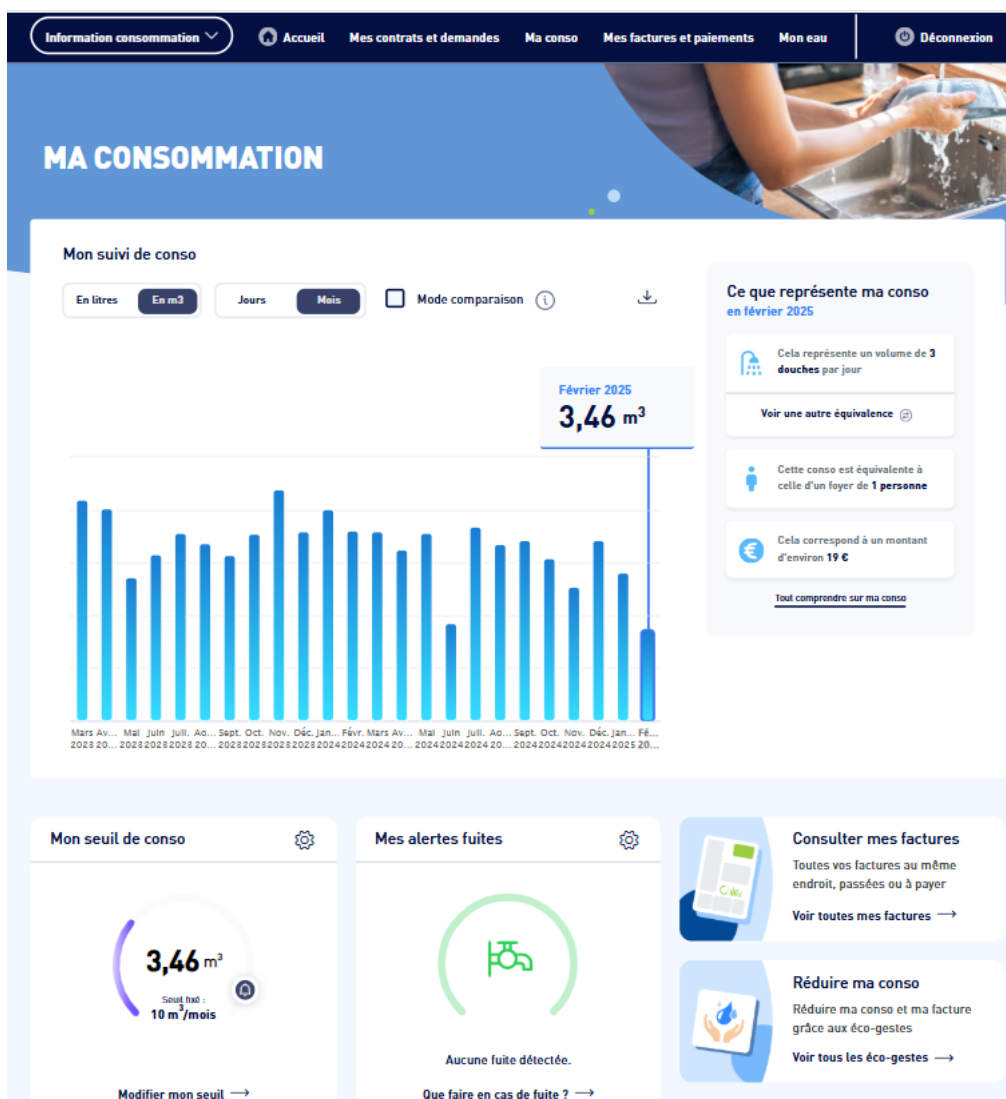 Information consommation
Accueil
Mes contrats et demandes
Ma conso
Mes factures et paiements
Mon eau
Déconnexion
MA CONSOMMATION
Mon suivi de conso
En litres
En m3
Jours
Mois
Mode comparaison
Février 2025
3,46 m³
Mars Av... Mai Juin Juil. Ao... Sept. Oct. Nov. Déc. Jan... Févr. Mars Av... Mai Juin Juil. Ao... Sept. Oct. Nov. Déc. Jan... Fé...
2023 20... 2023 2023 2023 20... 2023 2023 2023 2023 2024 2024 2024 20... 2024 2024 2024 20... 2024 2024 2024 2024 2025 20...
Ce que représente ma conso
en février 2025
Cela représente un volume de 3
douches par jour
Voir une autre équivalence
Cette conso est équivalente à
celle d'un foyer de 1 personne
Cela correspond à un montant
d'environ 19 €
Tout comprendre sur ma conso
Mon seuil de conso
3,46 m³
Seuil fixé :
10 m³/mois
Modifier mon seuil
Mes alertes fuites
Aucune fuite détectée.
Que faire en cas de fuite ?
Consulter mes factures
Toutes vos factures au même
endroit, passées ou à payer
Voir toutes mes factures
Réduire ma conso
Réduire ma conso et ma facture
grâce aux éco-gestes
Voir tous les éco-gestes